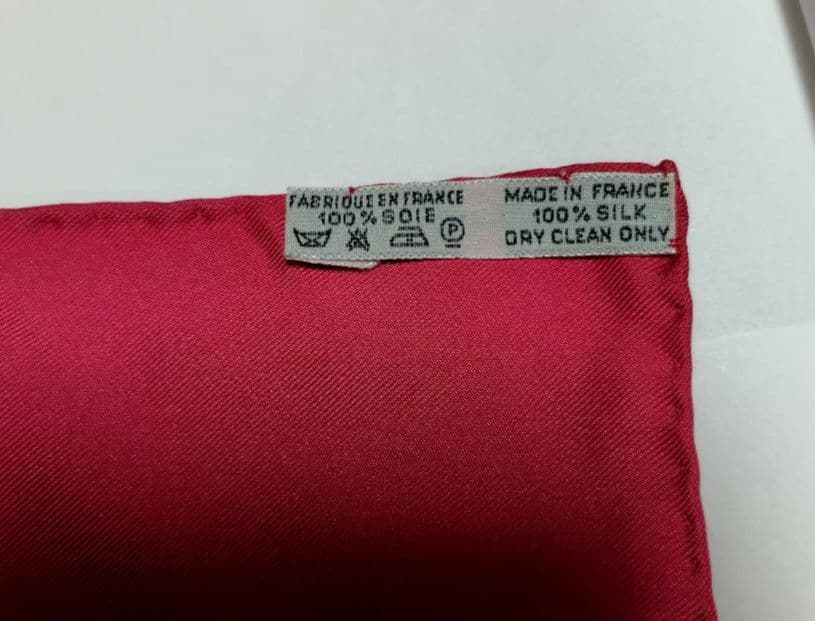 FABRIQUE EN FRANCE
100% SOIE
P
MADE IN FRANCE
100% SILK
DRY CLEAN ONLY